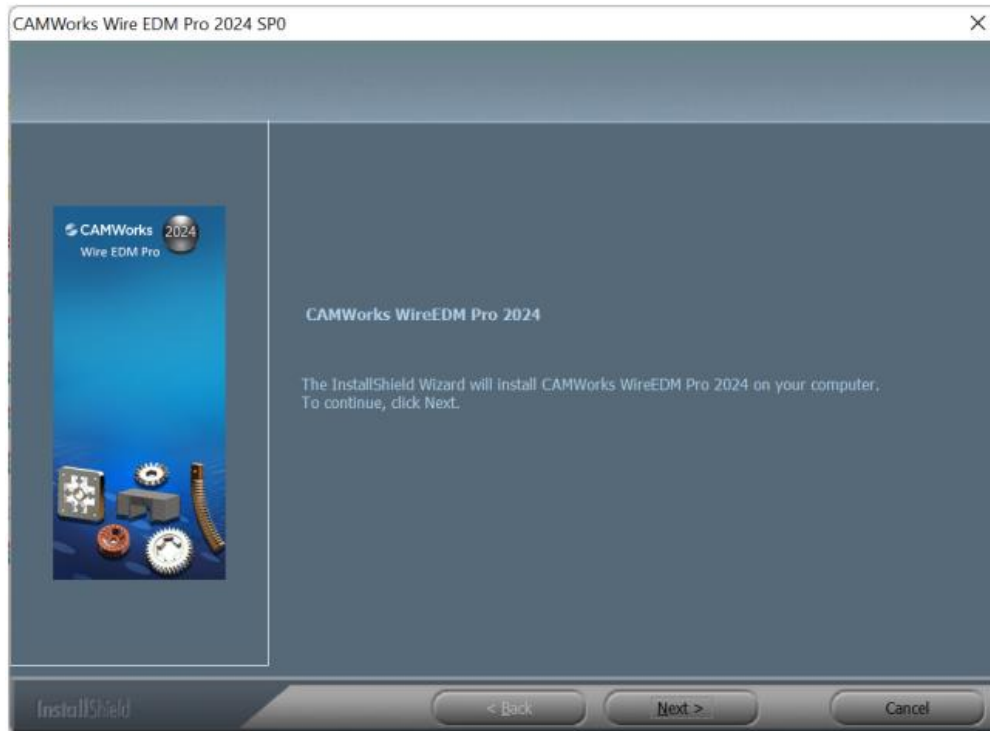 CAMWorks Wire EDM Pro 2024 SP0
CAMWorks 2024
Wire EDM Pro
CAMWorks WireEDM Pro 2024
The InstallShield Wizard will install CAMWorks WireEDM Pro 2024 on your computer.
To continue, click Next.
InstallShield
< Back
Next >
Cancel